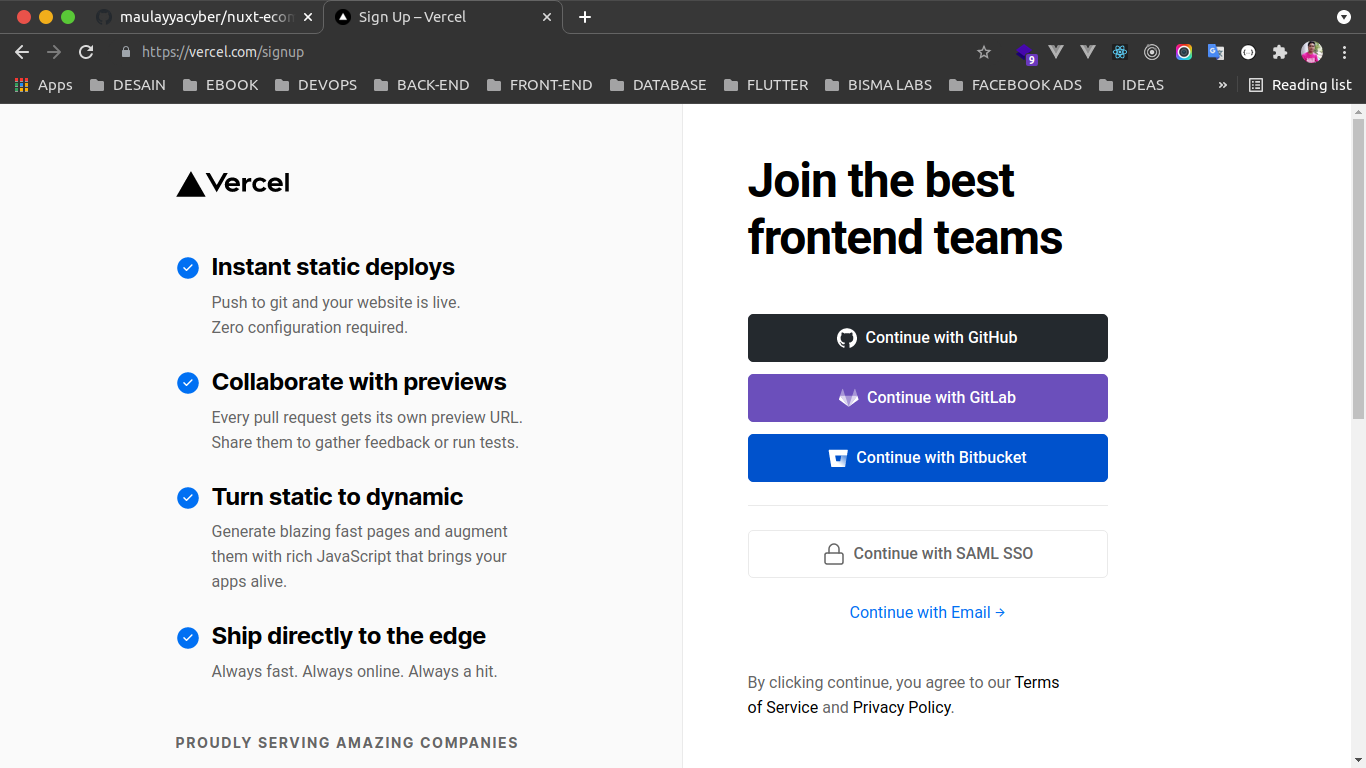 maulayyacyber/nuxt-econ
Sign Up – Vercel
https://vercel.com/signup
9
Apps
DESAIN
EBOOK
DEVOPS
BACK-END
FRONT-END
DATABASE
FLUTTER
BISMA LABS
FACEBOOK ADS
IDEAS
»
Reading list
Vercel
Instant static deploys
Push to git and your website is live.
Zero configuration required.
Collaborate with previews
Every pull request gets its own preview URL.
Share them to gather feedback or run tests.
Turn static to dynamic
Generate blazing fast pages and augment
them with rich JavaScript that brings your
apps alive.
Ship directly to the edge
Always fast. Always online. Always a hit.
PROUDLY SERVING AMAZING COMPANIES
Join the best
frontend teams
Continue with GitHub
Continue with GitLab
Continue with Bitbucket
Continue with SAML SSO
Continue with Email →
By clicking continue, you agree to our Terms
of Service and Privacy Policy.